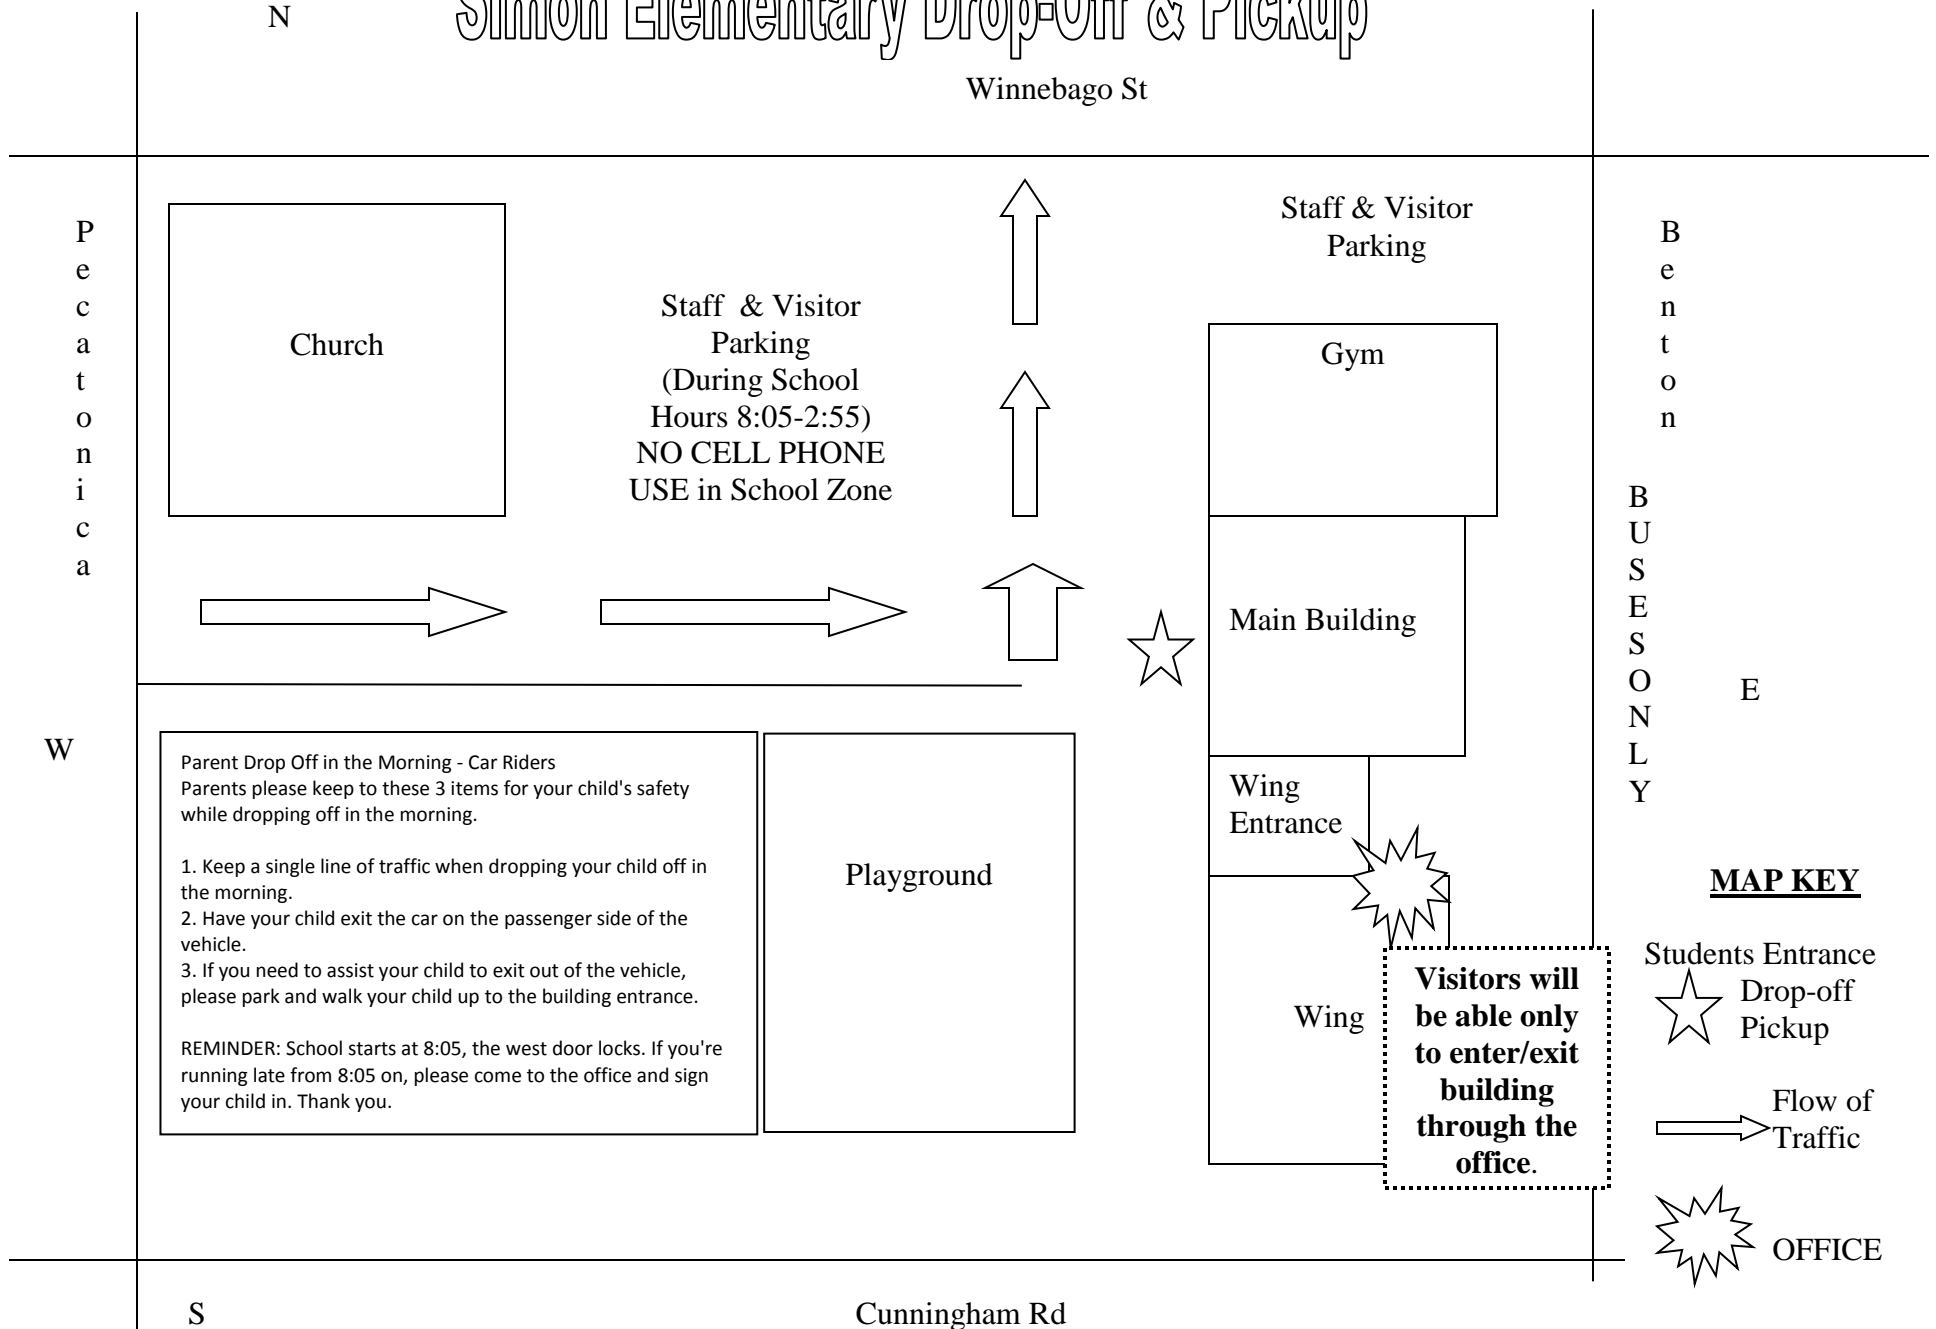 N
Simon Elementary Drop-Off & Pickup
Winnebago St
Pecatonica
Church
Staff & Visitor
Parking
(During School
Hours 8:05-2:55)
NO CELL PHONE
USE in School Zone
Staff & Visitor
Parking
Gym
Main Building
Benton
BUSES ONLY
E
W
Parent Drop Off in the Morning - Car Riders
Parents please keep to these 3 items for your child's safety
while dropping off in the morning.
1. Keep a single line of traffic when dropping your child off in
the morning.
2. Have your child exit the car on the passenger side of the
vehicle.
3. If you need to assist your child to exit out of the vehicle,
please park and walk your child up to the building entrance.
REMINDER: School starts at 8:05, the west door locks. If you're
running late from 8:05 on, please come to the office and sign
your child in. Thank you.
Playground
Wing
Entrance
Wing
Visitors will
be able only
to enter/exit
building
through the
office.
MAP KEY
Students Entrance
Drop-off
Pickup
Flow of
Traffic
OFFICE
S
Cunningham Rd